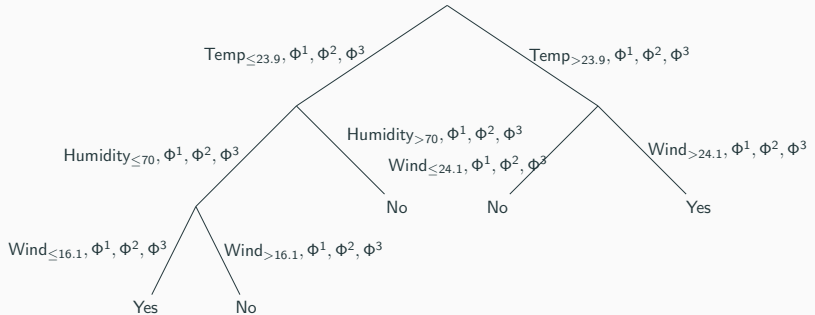 Temp≤23.9, Φ¹, Φ², Φ³
Temp>23.9, Φ¹, Φ², Φ³
Humidity≤70, Φ¹, Φ², Φ³
Humidity>70, Φ¹, Φ², Φ³
Wind≤24.1, Φ¹, Φ², Φ³
Wind>24.1, Φ¹, Φ², Φ³
No
No
Yes
Wind≤16.1, Φ¹, Φ², Φ³
Wind>16.1, Φ¹, Φ², Φ³
Yes
No